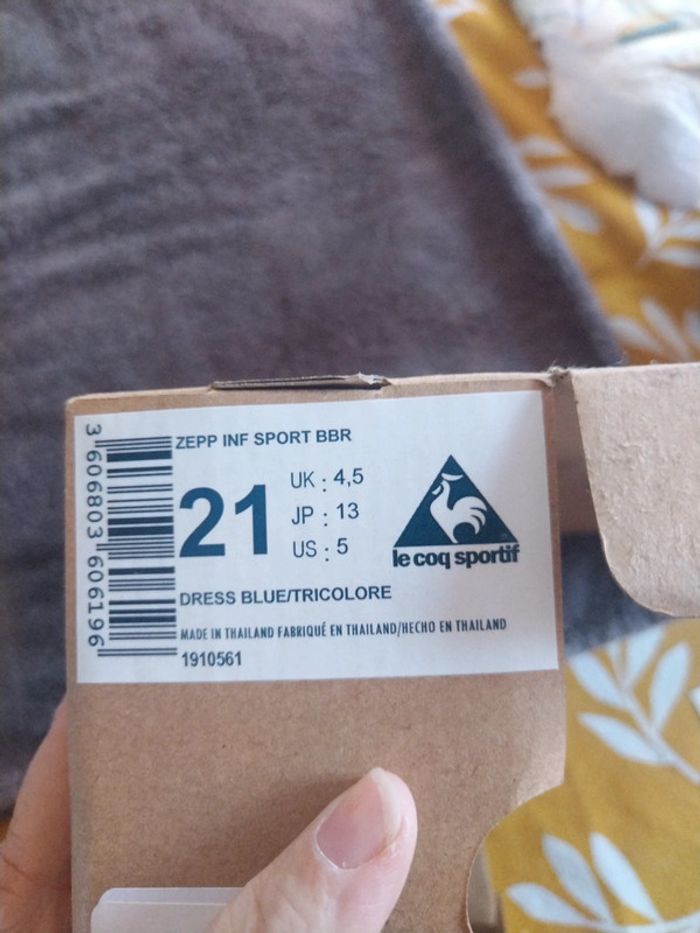 ZEPP INF SPORT BBR
21
UK : 4,5
JP : 13
US : 5
le coq sportif
DRESS BLUE/TRICOLORE
MADE IN THAILAND FABRIQUÉ EN THAILAND/HECHO EN THAILAND
1910561
3 606803 606196